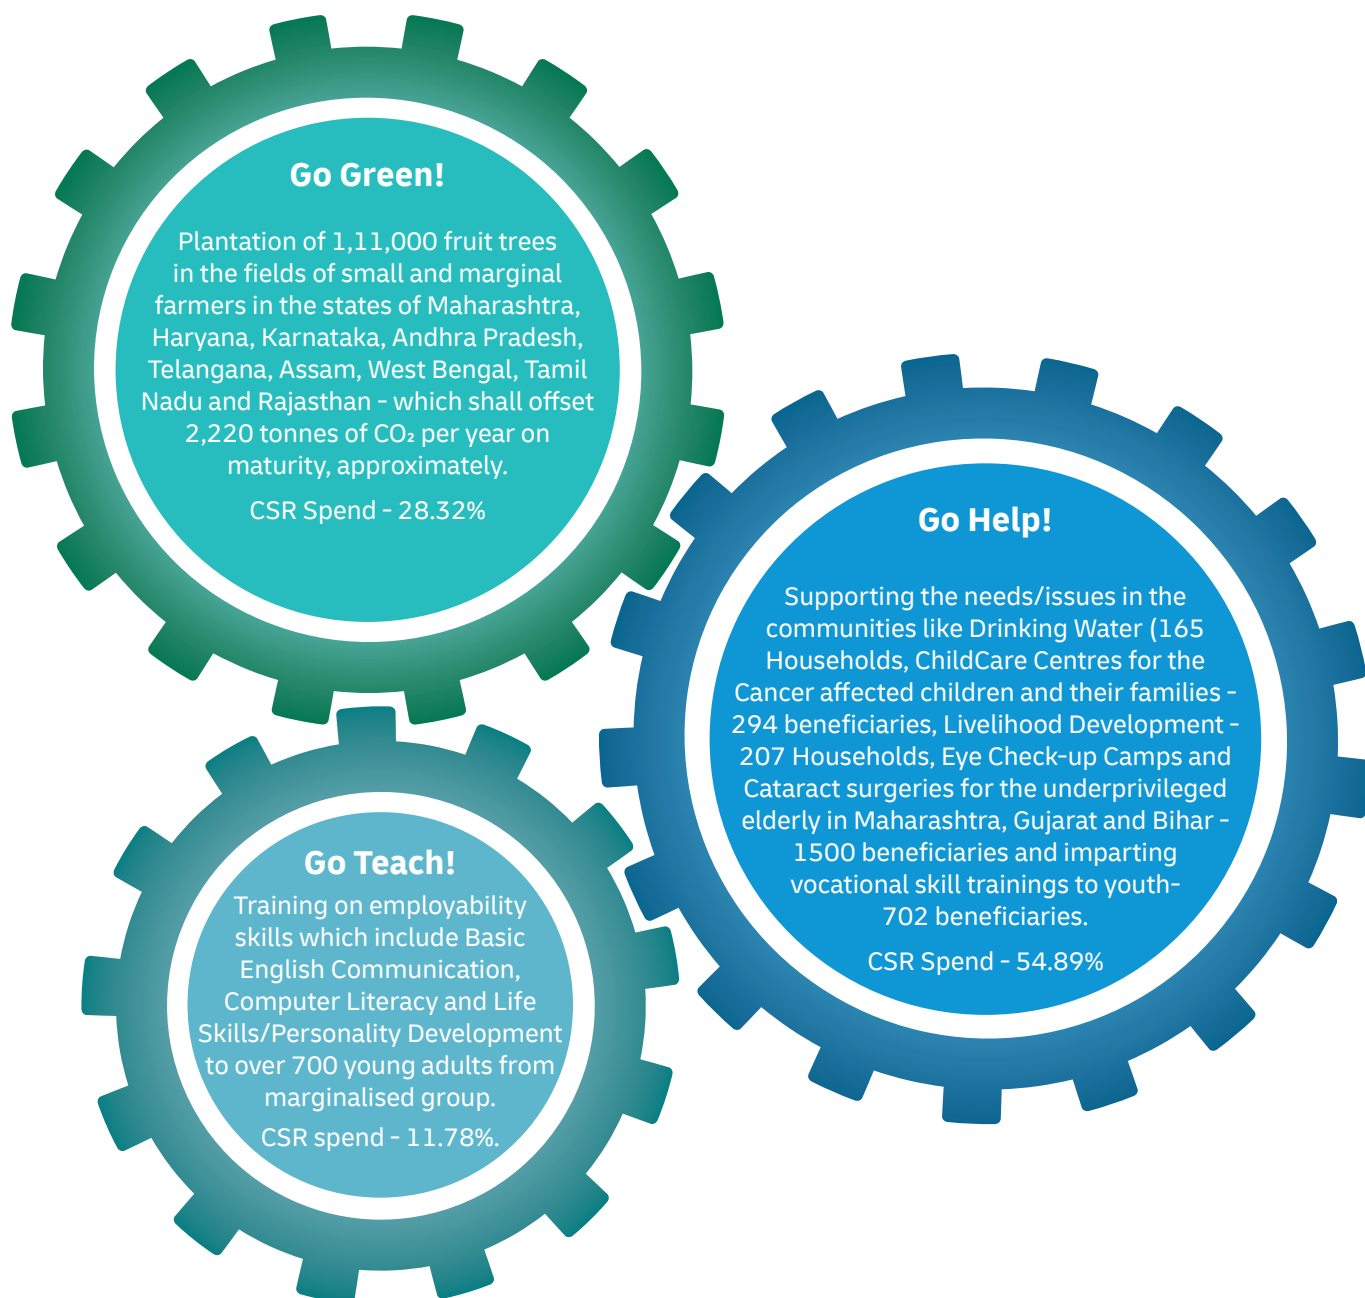 Go Green!
Plantation of 1,11,000 fruit trees
in the fields of small and marginal
farmers in the states of Maharashtra,
Haryana, Karnataka, Andhra Pradesh,
Telangana, Assam, West Bengal, Tamil
Nadu and Rajasthan - which shall offset
2,220 tonnes of CO₂ per year on
maturity, approximately.
CSR Spend - 28.32%
Go Help!
Supporting the needs/issues in the
communities like Drinking Water (165
Households, ChildCare Centres for the
Cancer affected children and their families -
294 beneficiaries, Livelihood Development -
207 Households, Eye Check-up Camps and
Cataract surgeries for the underprivileged
elderly in Maharashtra, Gujarat and Bihar -
1500 beneficiaries and imparting
vocational skill trainings to youth-
702 beneficiaries.
CSR Spend - 54.89%
Go Teach!
Training on employability
skills which include Basic
English Communication,
Computer Literacy and Life
Skills/Personality Development
to over 700 young adults from
marginalised group.
CSR spend - 11.78%.